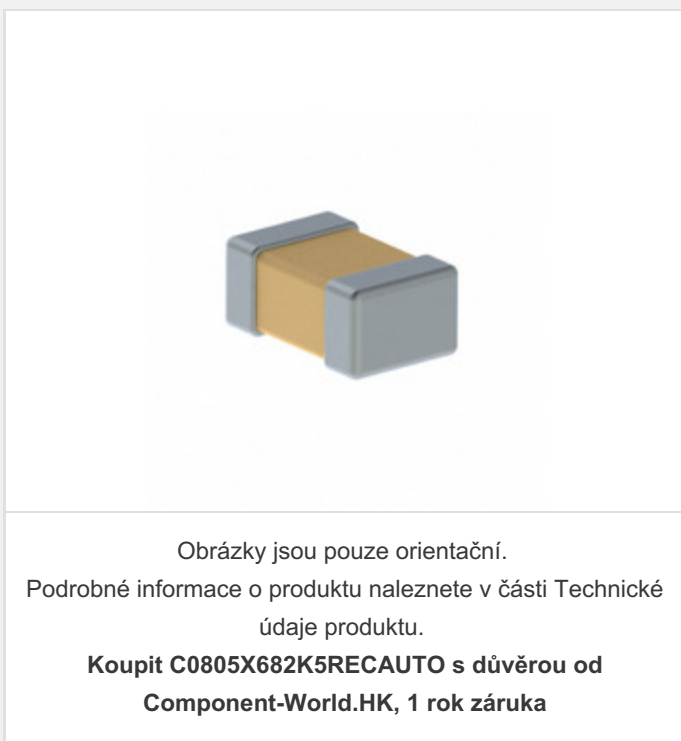 Obrázky jsou pouze orientační.
Podrobné informace o produktu naleznete v části Technické
údaje produktu.
Koupit C0805X682K5RECAUTO s důvěrou od
Component-World.HK, 1 rok záruka